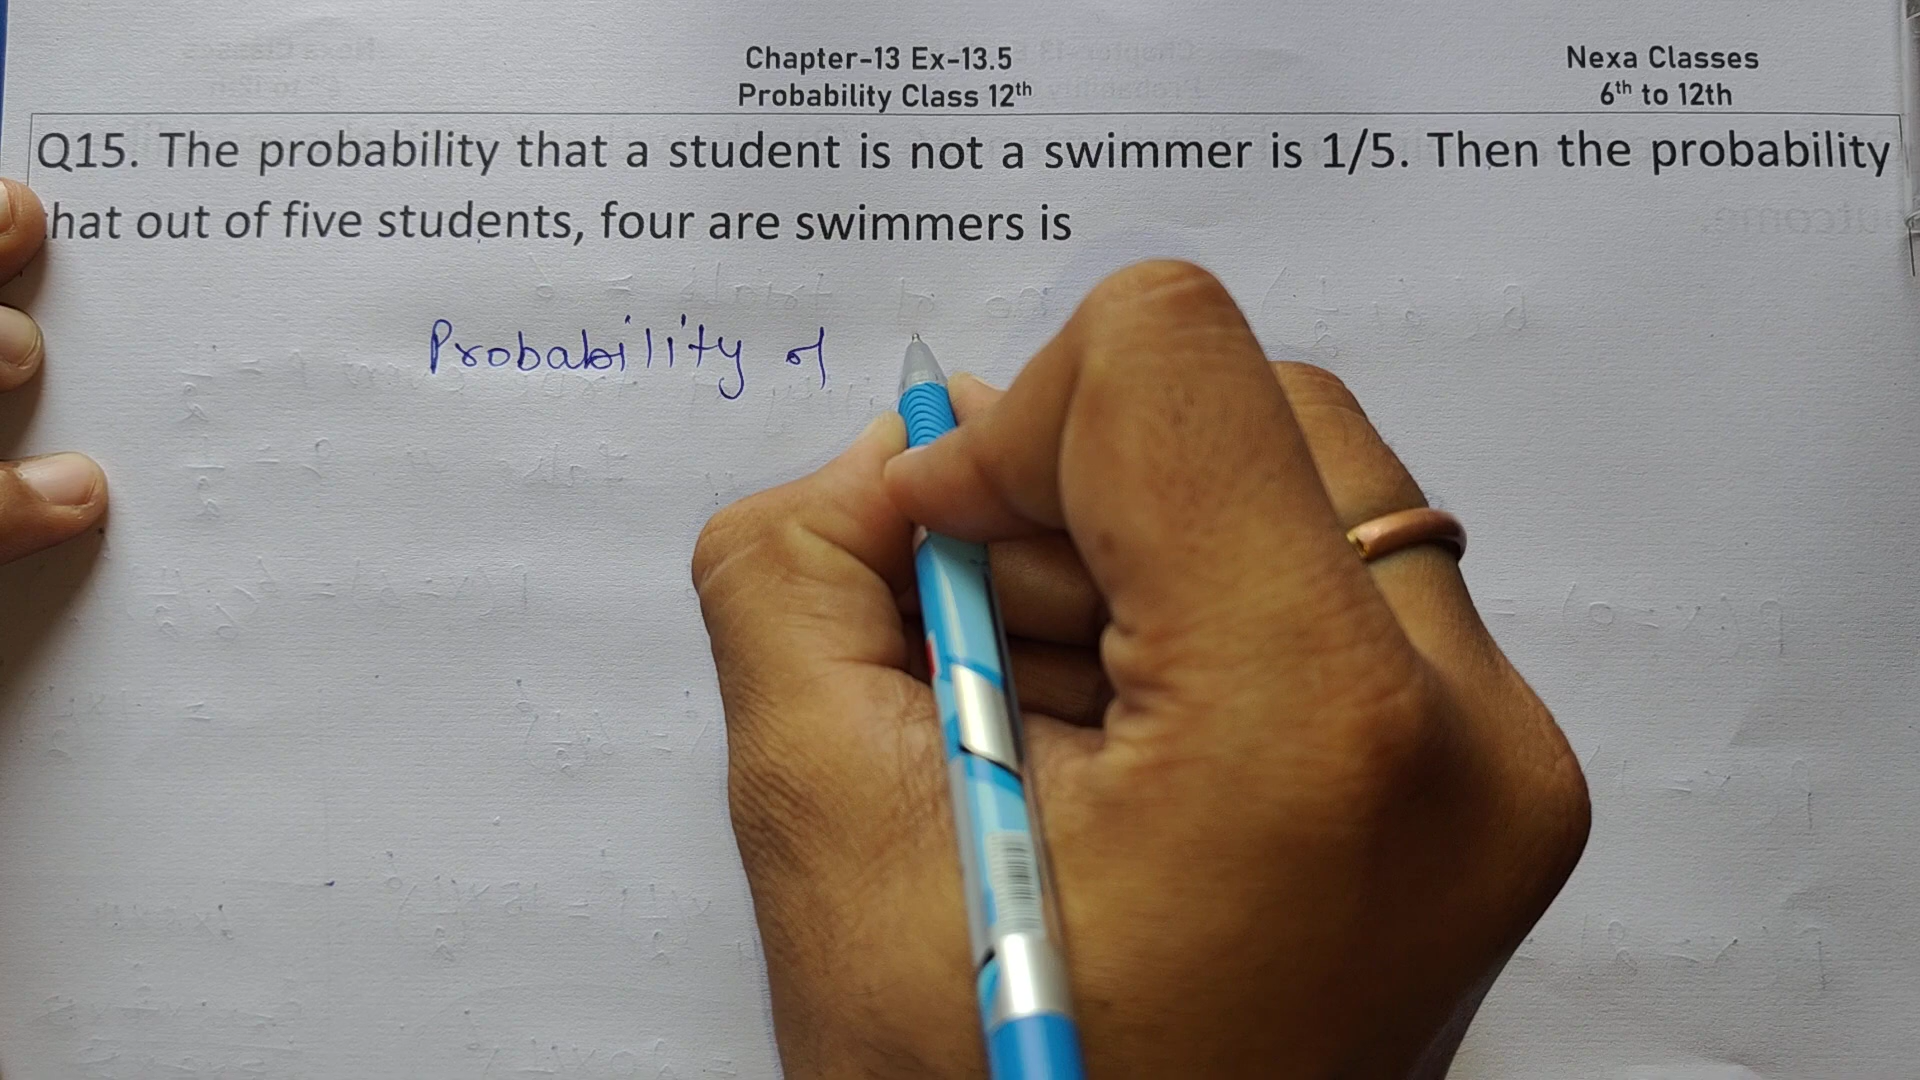 Chapter-13 Ex-13.5
Probability Class 12th
Nexa Classes
6th to 12th
Q15. The probability that a student is not a swimmer is 1/5. Then the probability
hat out of five students, four are swimmers is
Probability of